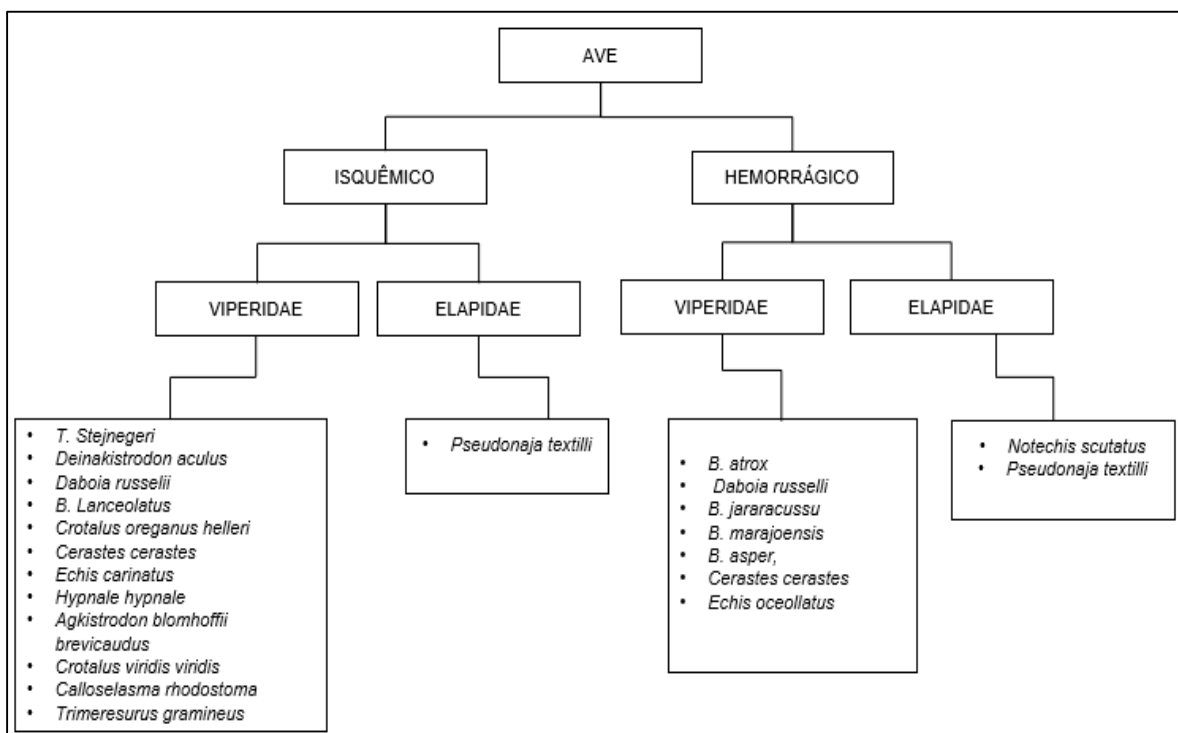 AVE
ISQUÊMICO
HEMORRÁGICO
VIPERIDAE
ELAPIDAE
VIPERIDAE
ELAPIDAE
• T. Stejnegeri
• Deinakistrodon aculus
• Daboia russelii
• B. Lanceolatus
• Crotalus oreganus helleri
• Cerastes cerastes
• Echis carinatus
• Hypnale hypnale
• Agkistrodon blomhoffii
brevicaudus
• Crotalus viridis viridis
• Calloselasma rhodostoma
• Trimeresurus gramineus
• Pseudonaja textilli
• B. atrox
• Daboia russelli
• B. jararacussu
• B. marajoensis
• B. asper,
• Cerastes cerastes
• Echis oceollatus
• Notechis scutatus
• Pseudonaja textilli